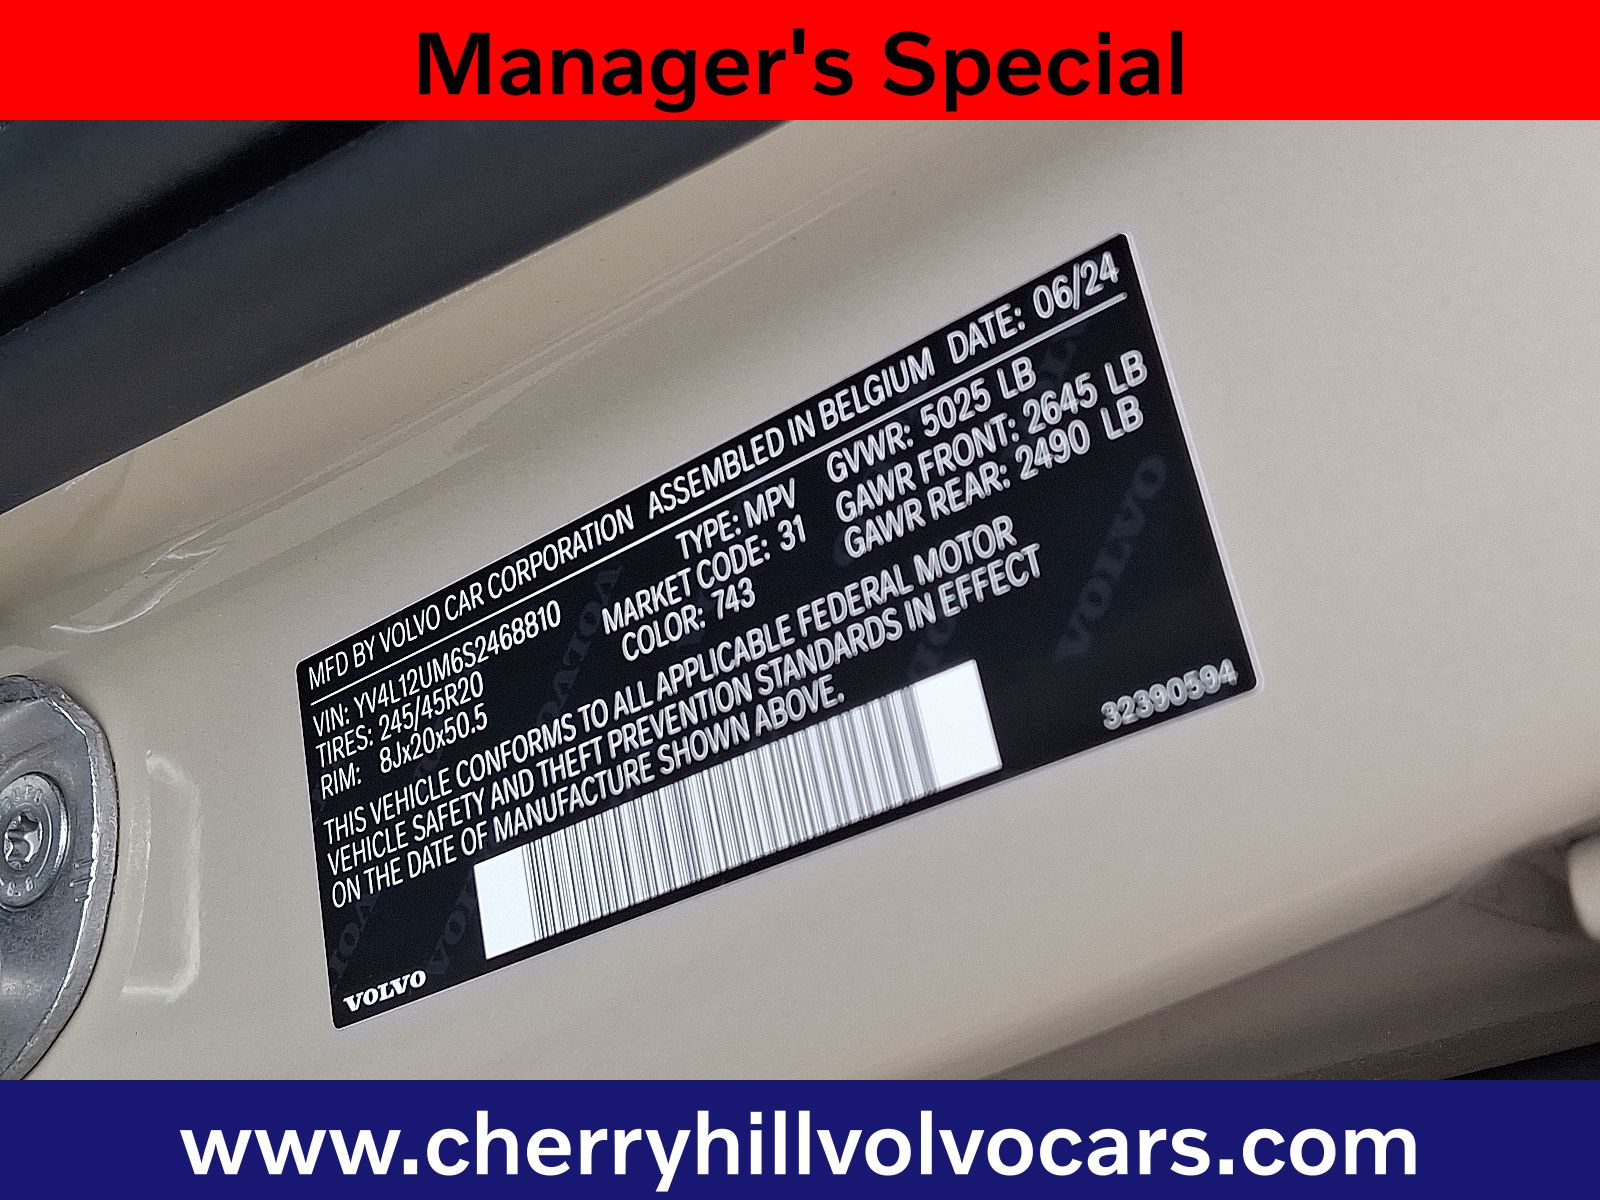 Manager's Special
MFD BY VOLVO CAR CORPORATION ASSEMBLED IN BELGIUM DATE: 06/24
VIN: YV4L12UM6S2468810 TYPE: MPV GVWR: 5025 LB
TIRES: 245/45R20 MARKET CODE: 31 GAWR FRONT: 2645 LB
RIM: 8Jx20x50.5 COLOR: 743 GAWR REAR: 2490 LB
THIS VEHICLE CONFORMS TO ALL APPLICABLE FEDERAL MOTOR
VEHICLE SAFETY AND THEFT PREVENTION STANDARDS IN EFFECT
ON THE DATE OF MANUFACTURE SHOWN ABOVE.
32390594
VOLVO
www.cherryhillvolvocars.com